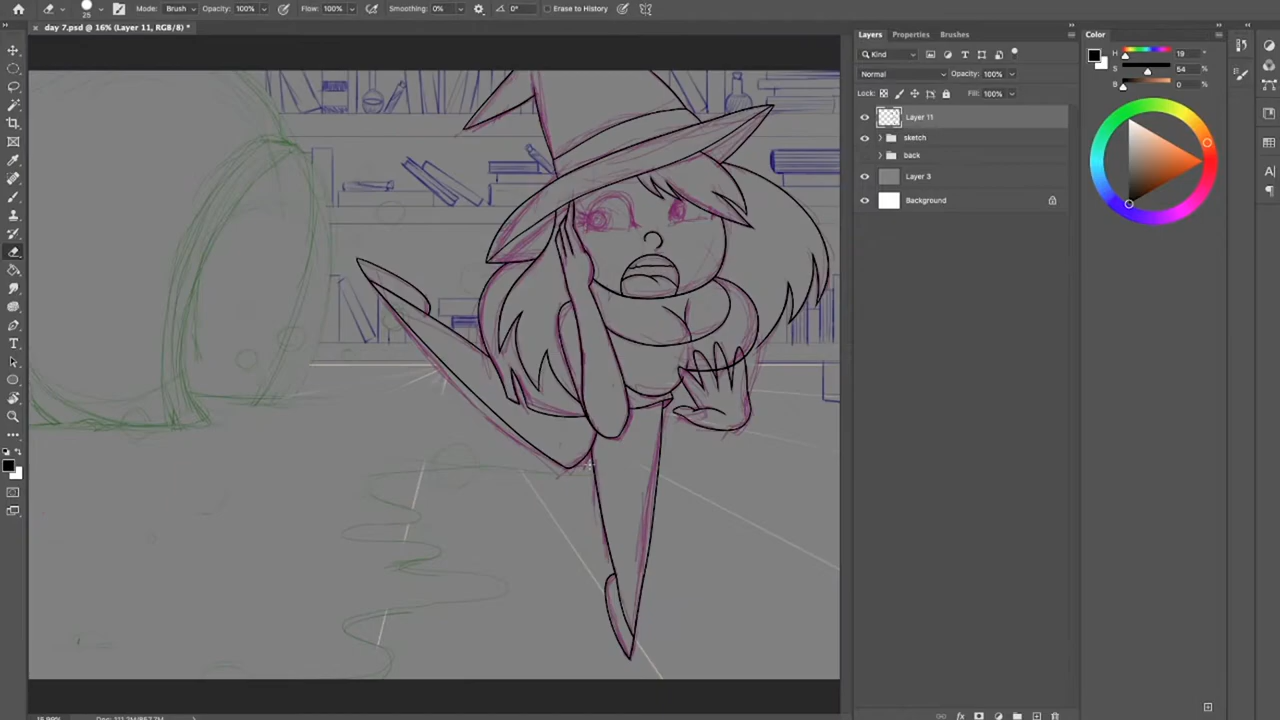 25 Mode: Brush Opacity: 100% Flow: 100% Smoothing: 0% 0° Erase to History
× day 7.psd @ 16% (Layer 11, RGB/8) *
Layers Properties Brushes
Kind
Normal Opacity: 100%
Lock: Fill: 100%
Layer 11
sketch
back
Layer 3
Background
fx
Color
H 19 °
S 54 %
B 0 %